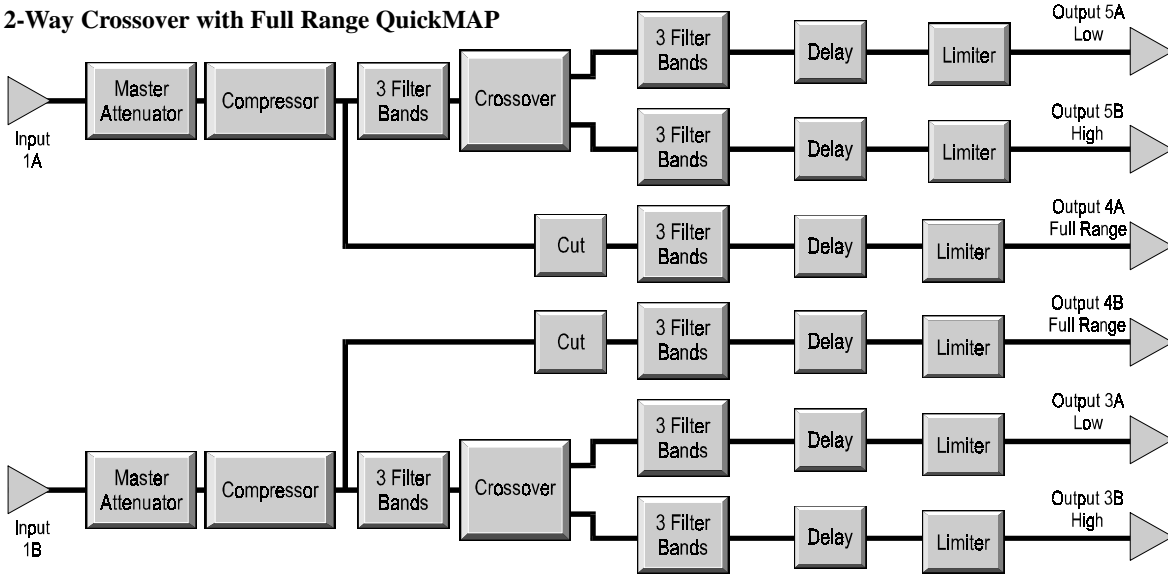 2-Way Crossover with Full Range QuickMAP
Input
1A
Master
Attenuator
Compressor
3 Filter
Bands
Crossover
3 Filter
Bands
Delay
Limiter
Output 5A
Low
3 Filter
Bands
Delay
Limiter
Output 5B
High
Cut
3 Filter
Bands
Delay
Limiter
Output 4A
Full Range
Cut
3 Filter
Bands
Delay
Limiter
Output 4B
Full Range
Input
1B
Master
Attenuator
Compressor
3 Filter
Bands
Crossover
3 Filter
Bands
Delay
Limiter
Output 3A
Low
3 Filter
Bands
Delay
Limiter
Output 3B
High